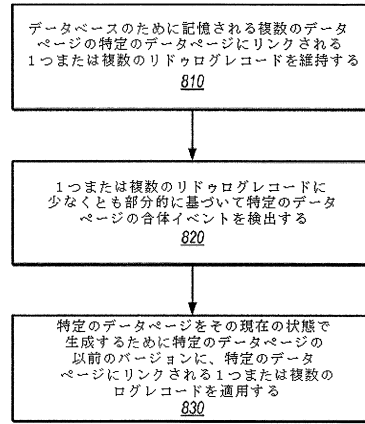 データベースのために記憶される複数のデータ
ページの特定のデータページにリンクされる
1つまたは複数のリドゥログレコードを維持する
810
1つまたは複数のリドゥログレコードに
少なくとも部分的に基づいて特定のデータ
ページの合体イベントを検出する
820
特定のデータページをその現在の状態で
生成するために特定のデータページの
以前のバージョンに、特定のデータ
ページにリンクされる1つまたは複数の
ログレコードを適用する
830